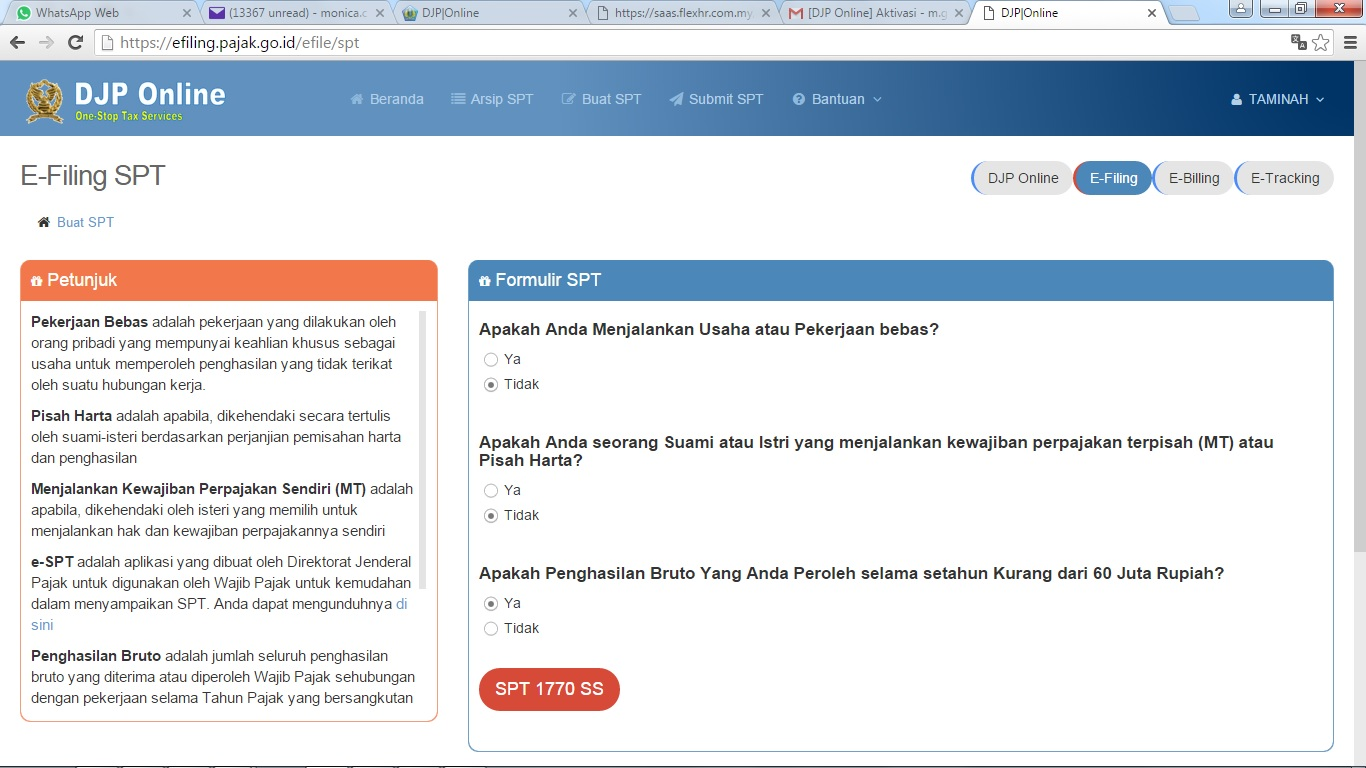 WhatsApp Web
(13367 unread) - monica.c
DJP|Online
https://saas.flexhr.com.my
[DJP Online] Aktivasi - m.g
DJP|Online
https://efiling.pajak.go.id/efile/spt
DJP Online
One-Stop Tax Services
Beranda
Arsip SPT
Buat SPT
Submit SPT
Bantuan
TAMINAH
E-Filing SPT
DJP Online
E-Filing
E-Billing
E-Tracking
Buat SPT
Petunjuk
Pekerjaan Bebas adalah pekerjaan yang dilakukan oleh
orang pribadi yang mempunyai keahlian khusus sebagai
usaha untuk memperoleh penghasilan yang tidak terikat
oleh suatu hubungan kerja.
Pisah Harta adalah apabila, dikehendaki secara tertulis
oleh suami-isteri berdasarkan perjanjian pemisahan harta
dan penghasilan
Menjalankan Kewajiban Perpajakan Sendiri (MT) adalah
apabila, dikehendaki oleh isteri yang memilih untuk
menjalankan hak dan kewajiban perpajakannya sendiri
e-SPT adalah aplikasi yang dibuat oleh Direktorat Jenderal
Pajak untuk digunakan oleh Wajib Pajak untuk kemudahan
dalam menyampaikan SPT. Anda dapat mengunduhnya di
sini
Penghasilan Bruto adalah jumlah seluruh penghasilan
bruto yang diterima atau diperoleh Wajib Pajak sehubungan
dengan pekerjaan selama Tahun Pajak yang bersangkutan
Formulir SPT
Apakah Anda Menjalankan Usaha atau Pekerjaan bebas?
Ya
Tidak
Apakah Anda seorang Suami atau Istri yang menjalankan kewajiban perpajakan terpisah (MT) atau
Pisah Harta?
Ya
Tidak
Apakah Penghasilan Bruto Yang Anda Peroleh selama setahun Kurang dari 60 Juta Rupiah?
Ya
Tidak
SPT 1770 SS